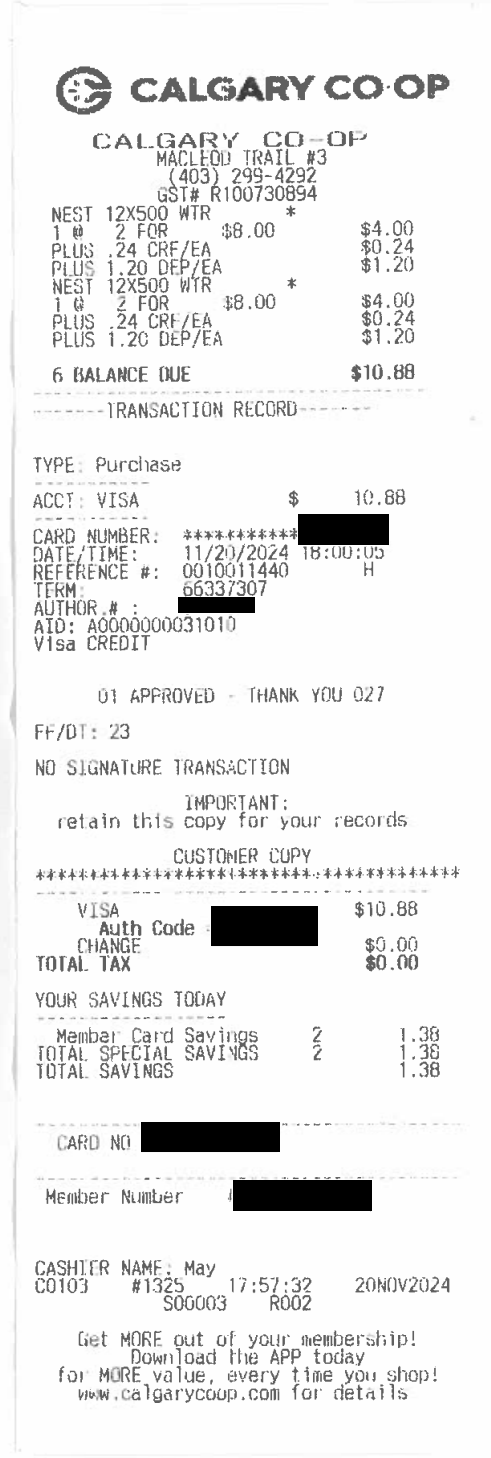 CALGARY CO-OP
CALGARY CO-OP
MACLEOD TRAIL #3
(403) 299-4292
GST# R100730894
NEST 12X500 WTR *
1 @ 2 FOR $8.00 $4.00
PLUS .24 CRF/EA $0.24
PLUS 1.20 DEP/EA $1.20
NEST 12X500 WTR *
1 @ 2 FOR $8.00 $4.00
PLUS .24 CRF/EA $0.24
PLUS 1.20 DEP/EA $1.20
6 BALANCE DUE $10.88
-------TRANSACTION RECORD-------
TYPE: Purchase
ACCT: VISA $ 10.88
CARD NUMBER: ***********
DATE/TIME: 11/20/2024 18:00:05
REFERENCE #: 0010011440 H
TERM: 66337307
AUTHOR.# :
AID: A0000000031010
Visa CREDIT
01 APPROVED - THANK YOU 027
FF/DT: 23
NO SIGNATURE TRANSACTION
IMPORTANT:
retain this copy for your records
CUSTOMER COPY
******************************************
VISA $10.88
Auth Code
CHANGE $0.00
TOTAL TAX $0.00
YOUR SAVINGS TODAY
Member Card Savings 2 1.38
TOTAL SPECIAL SAVINGS 2 1.38
TOTAL SAVINGS 1.38
CARD NO
Member Number
CASHIER NAME: May
C0103 #1325 17:57:32 20NOV2024
S00003 R002
Get MORE out of your membership!
Download the APP today
for MORE value, every time you shop!
www.calgarycoop.com for details